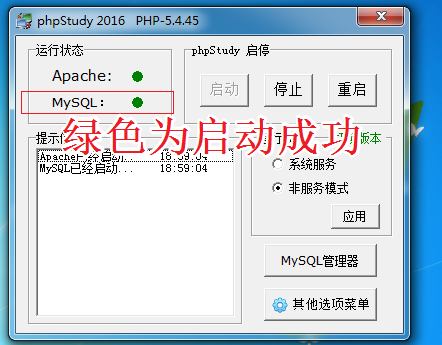 phpStudy 2016 PHP-5.4.45
运行状态
Apache:
MySQL:
phpStudy 启停
启动 停止 重启
绿色为启动成功
提示
版本
Apache已经启动... 18:59:04
MySQL已经启动... 18:59:04
系统服务
非服务模式
应用
MySQL管理器
其他选项菜单